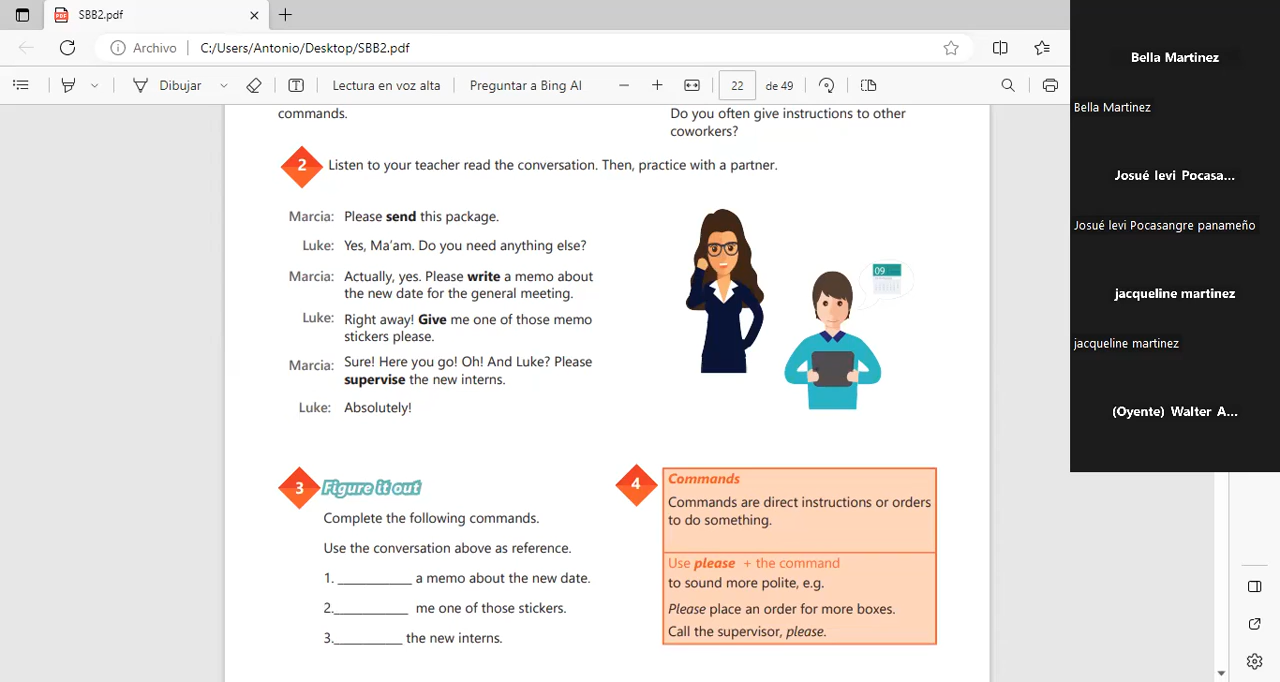 SBB2.pdf
Archivo
C:/Users/Antonio/Desktop/SBB2.pdf
Dibujar
Lectura en voz alta
Preguntar a Bing AI
22
de 49
commands.
Do you often give instructions to other
coworkers?
2
Listen to your teacher read the conversation. Then, practice with a partner.
Marcia: Please send this package.
Luke: Yes, Ma'am. Do you need anything else?
Marcia: Actually, yes. Please write a memo about
the new date for the general meeting.
Luke: Right away! Give me one of those memo
stickers please.
Marcia: Sure! Here you go! Oh! And Luke? Please
supervise the new interns.
Luke: Absolutely!
09
3
Figure it out
Complete the following commands.
Use the conversation above as reference.
1. ___________ a memo about the new date.
2.___________ me one of those stickers.
3.__________ the new interns.
4
Commands
Commands are direct instructions or orders
to do something.
Use please + the command
to sound more polite, e.g.
Please place an order for more boxes.
Call the supervisor, please.
Bella Martinez
Bella Martinez
Josué levi Pocasa...
Josué levi Pocasangre panameño
jacqueline martinez
jacqueline martinez
(Oyente) Walter A...